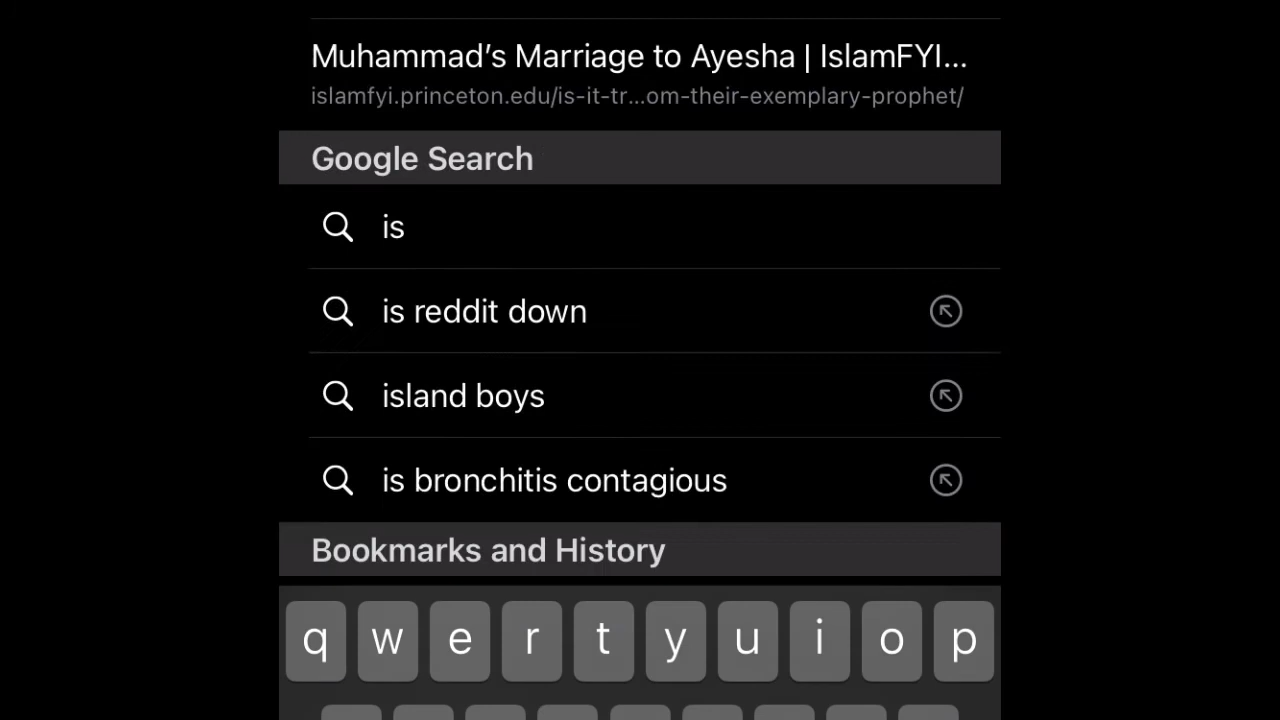 Muhammad’s Marriage to Ayesha | IslamFYI...
islamfyi.princeton.edu/is-it-tr...om-their-exemplary-prophet/
Google Search
is
is reddit down
island boys
is bronchitis contagious
Bookmarks and History
q w e r t y u i o p